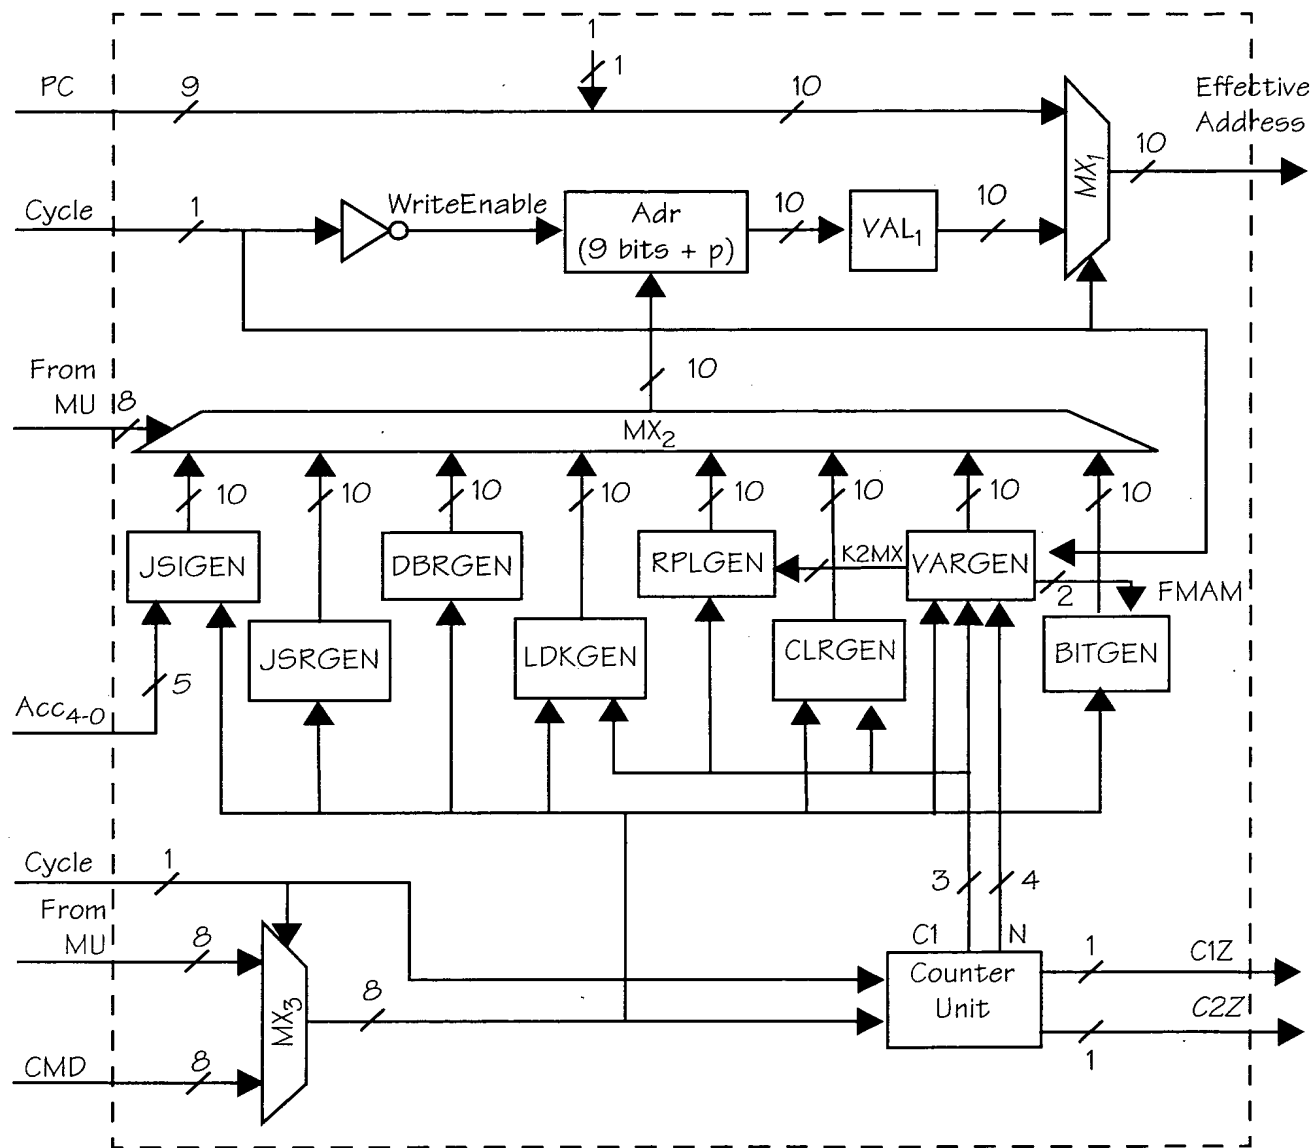 1
1
PC
9
10
Effective
Address
MX1
10
Cycle
1
WriteEnable
Adr
(9 bits + p)
10
VAL1
10
From
MU
8
10
MX2
10
10
10
10
10
10
10
10
JSIGEN
DBRGEN
RPLGEN
K2MX
VARGEN
2
FMAM
JSRGEN
LDKGEN
CLRGEN
BITGEN
5
Acc4-0
Cycle
1
3
4
From
MU
8
C1
N
Counter
Unit
1
C1Z
MX3
8
C2Z
1
CMD
8